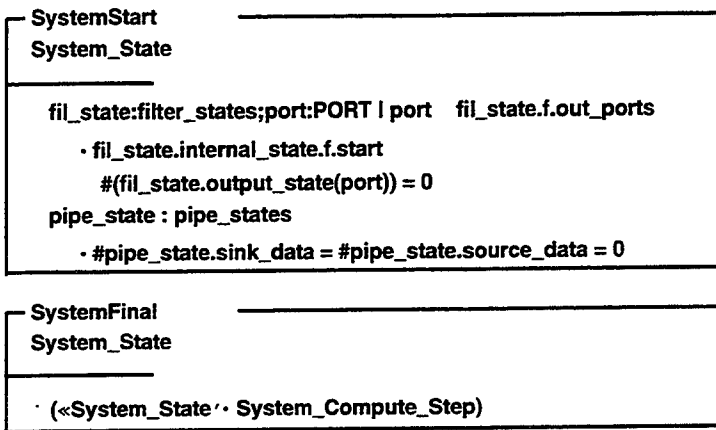 SystemStart
System_State
fil_state:filter_states;port:PORT | port fil_state.f.out_ports
· fil_state.internal_state.f.start
#(fil_state.output_state(port)) = 0
pipe_state : pipe_states
· #pipe_state.sink_data = #pipe_state.source_data = 0
SystemFinal
System_State
(«System_State′· System_Compute_Step)